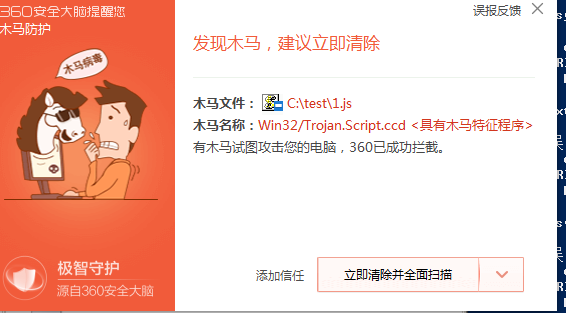 360安全大脑提醒您
木马防护
误报反馈
木马病毒
发现木马，建议立即清除
木马文件： C:\test\1.js
木马名称：Win32/Trojan.Script.ccd <具有木马特征程序>
有木马试图攻击您的电脑，360已成功拦截。
极智守护
源自360安全大脑
添加信任
立即清除并全面扫描